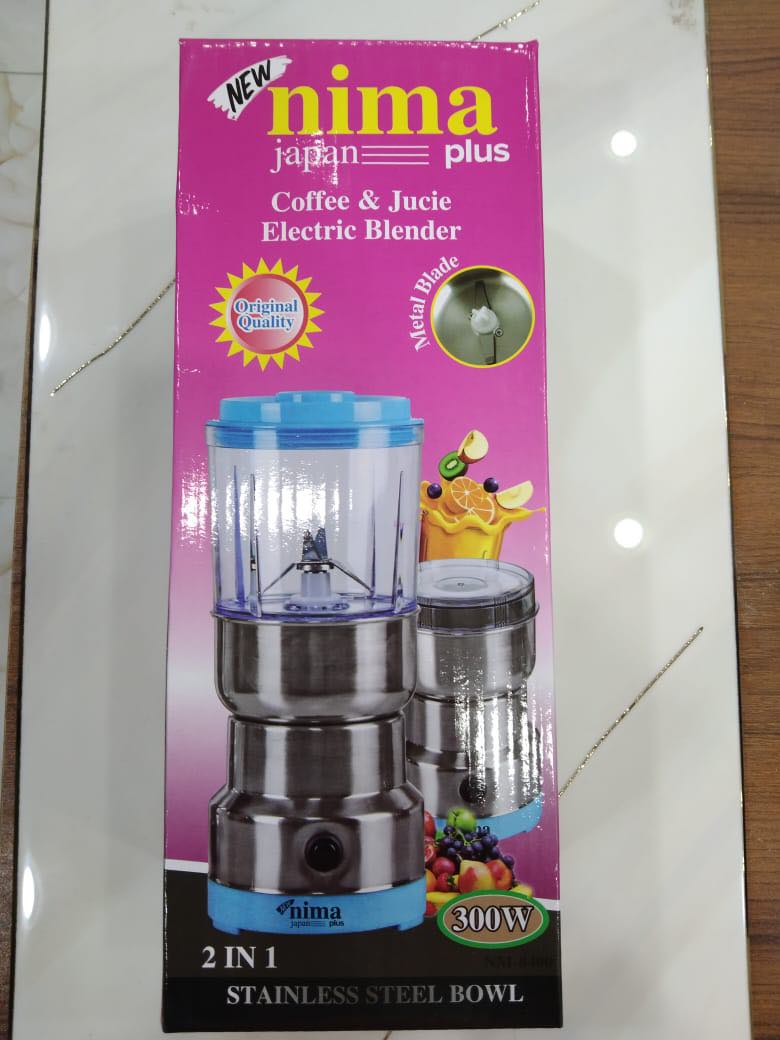 NEW
nima
japan plus
Coffee & Jucie
Electric Blender
Original
Quality
Metal Blade
NEW
nima
japan plus
300W
2 IN 1
STAINLESS STEEL BOWL